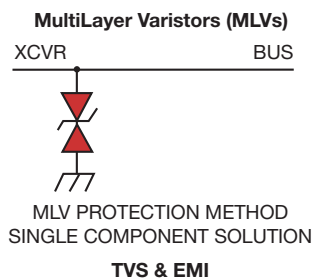 MultiLayer Varistors (MLVs)
XCVR BUS
MLV PROTECTION METHOD
SINGLE COMPONENT SOLUTION
TVS & EMI